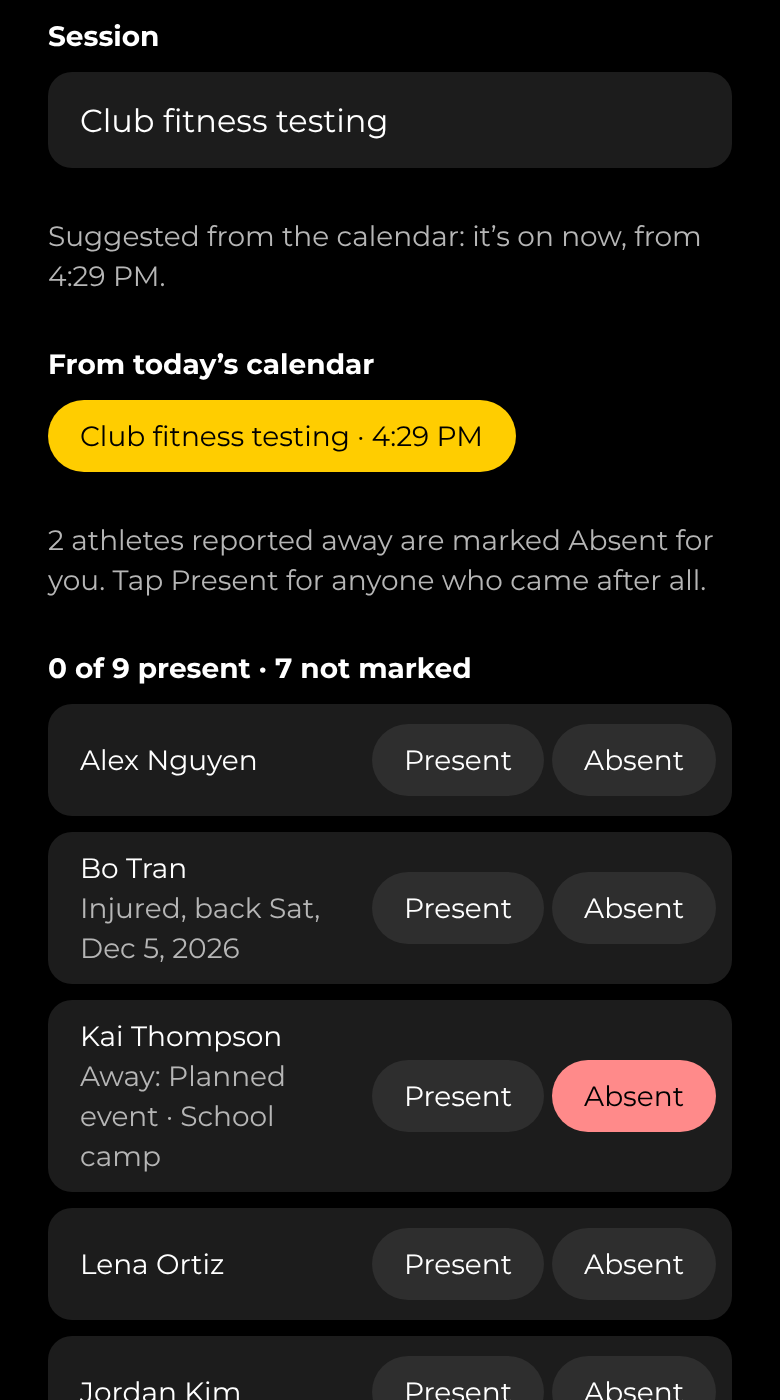 Session
Club fitness testing
Suggested from the calendar: it’s on now, from
4:29 PM.
From today’s calendar
Club fitness testing · 4:29 PM
2 athletes reported away are marked Absent for
you. Tap Present for anyone who came after all.
0 of 9 present · 7 not marked
Alex Nguyen
Present
Absent
Bo Tran
Injured, back Sat,
Dec 5, 2026
Present
Absent
Kai Thompson
Away: Planned
event · School
camp
Present
Absent
Lena Ortiz
Present
Absent
Jordan Kim
Present
Absent